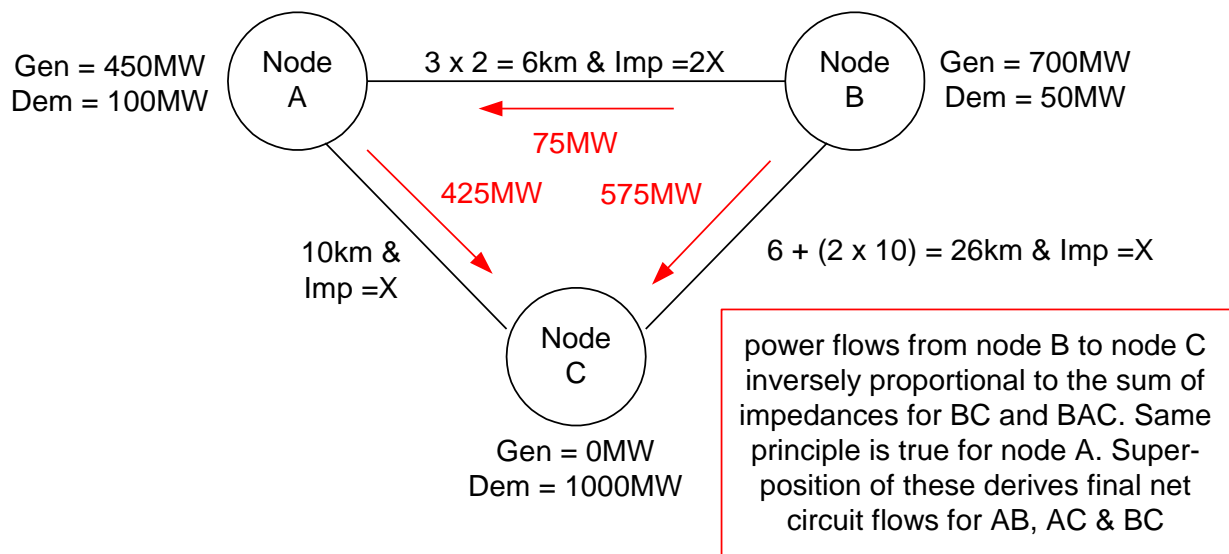 Gen = 450MW
Dem = 100MW
Node
A
3 x 2 = 6km & Imp =2X
Node
B
Gen = 700MW
Dem = 50MW
75MW
425MW
575MW
10km &
Imp =X
6 + (2 x 10) = 26km & Imp =X
Node
C
Gen = 0MW
Dem = 1000MW
power flows from node B to node C
inversely proportional to the sum of
impedances for BC and BAC. Same
principle is true for node A. Super-
position of these derives final net
circuit flows for AB, AC & BC